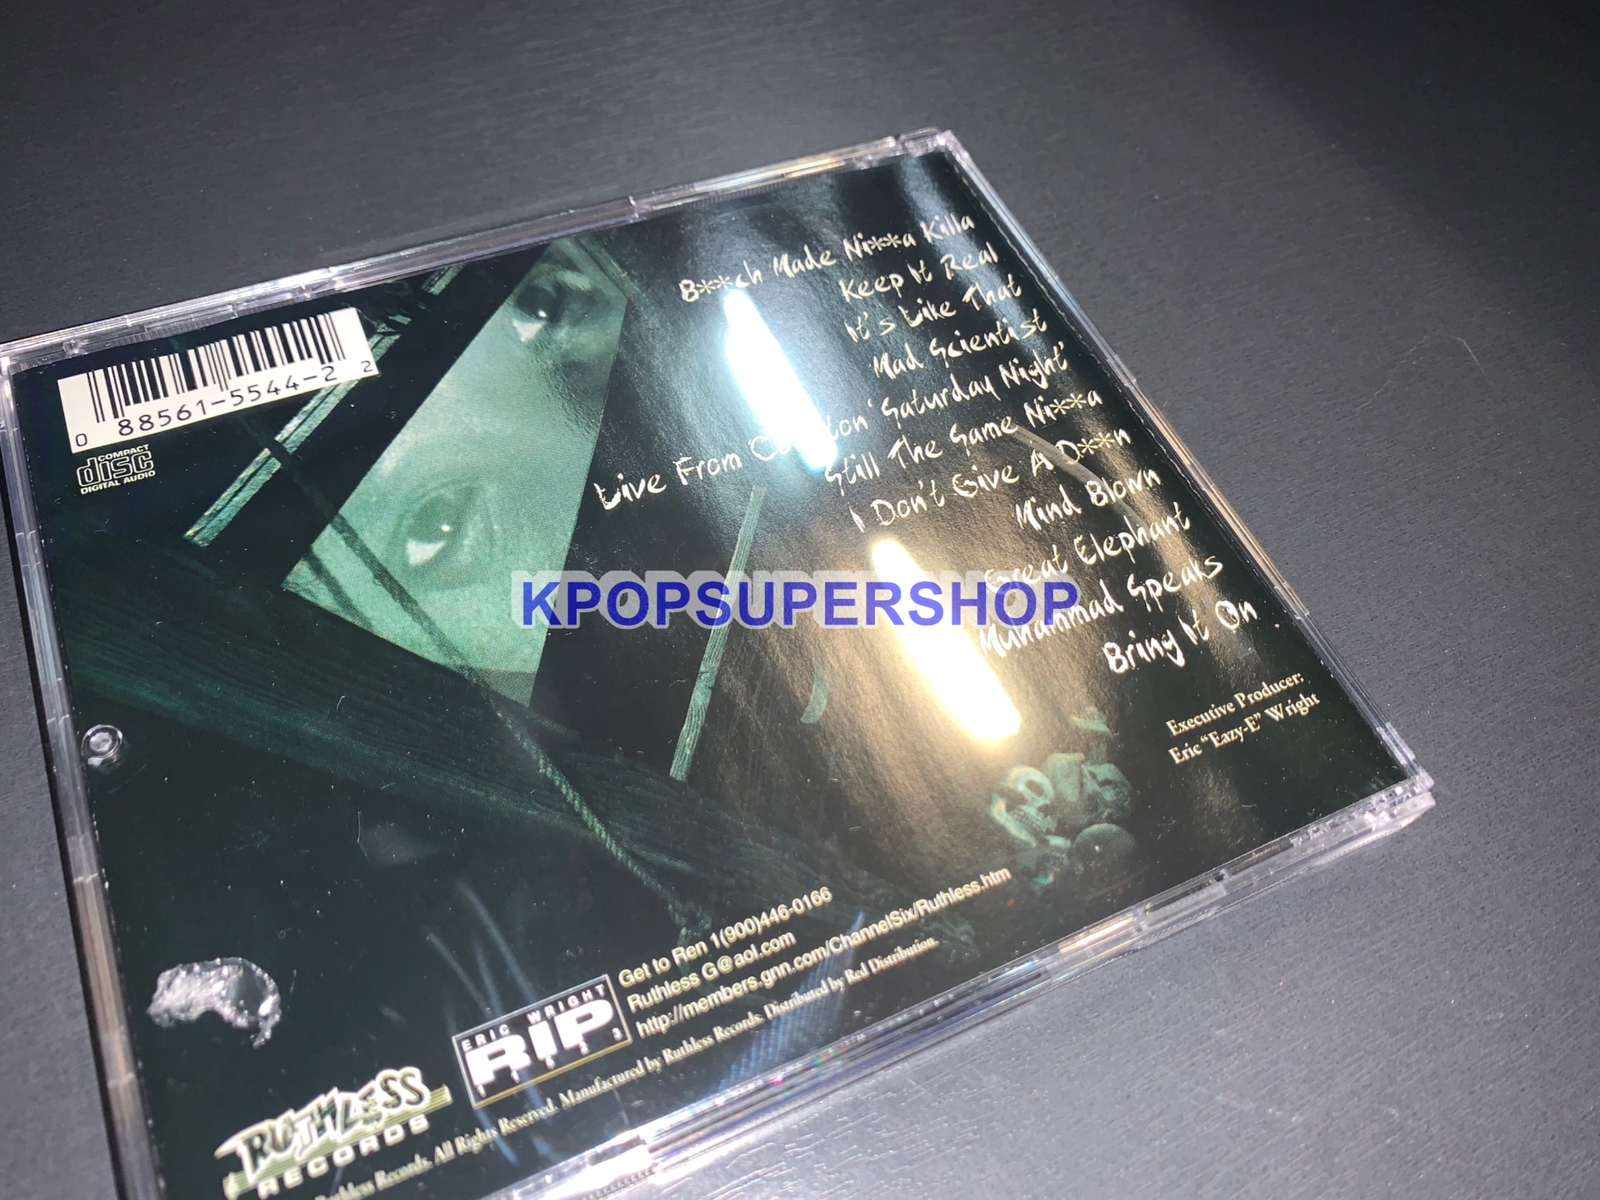 B**ch Made Ni**a Killa
Keep It Real
It's Like That
Mad Scientist
Live From Saturday Night'
Still The Same Ni**a
I Don't Give A D**n
Mind Blown
Great Elephant
Muhammad Speaks
Bring It On
Executive Producer:
Eric "Eazy-E" Wright
0 88561-5544-2 2
COMPACT
disc
DIGITAL AUDIO
KPOPSUPERSHOP
Get to Ren 1(900)446-0166
Ruthless G@aol.com
http://members.gnn.com/ChannelSix/Ruthless.htm
ERIC WRIGHT
RIP
RUTHLESS
RECORDS
Ruthless Records. All Rights Reserved. Manufactured by Ruthless Records. Distributed by Red Distribution.